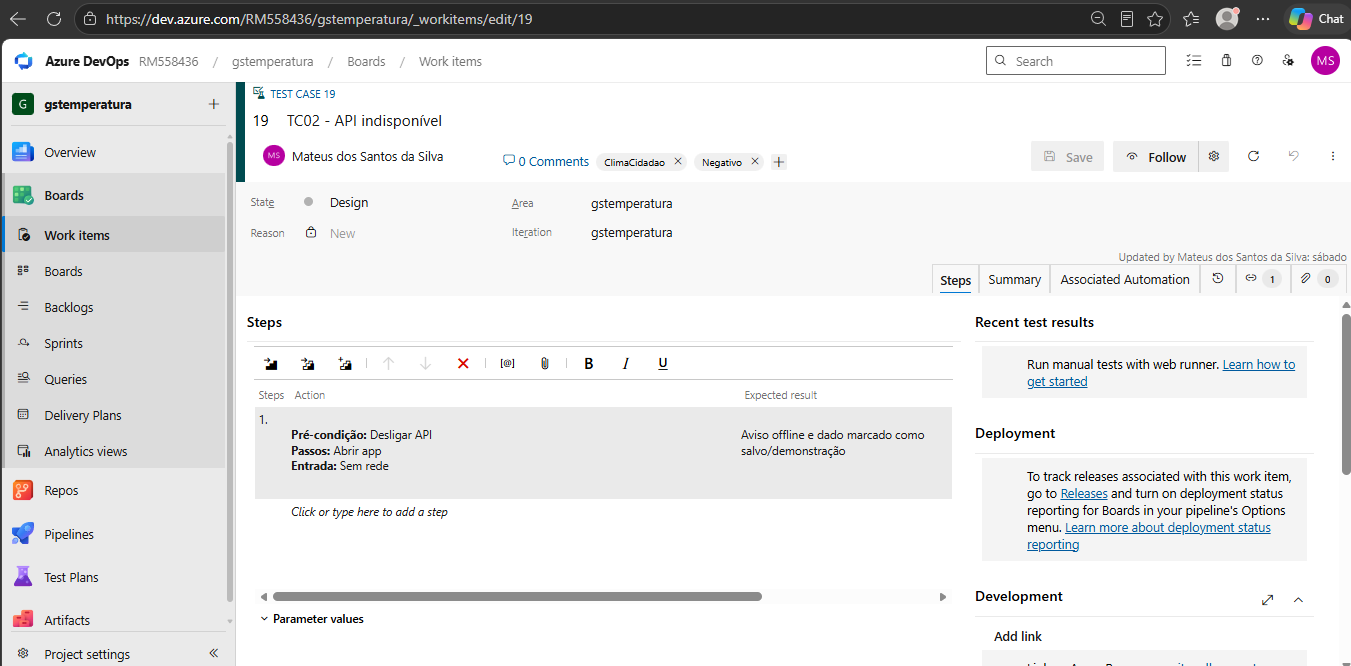 https://dev.azure.com/RM558436/gstemperatura/_workitems/edit/19
Chat
Azure DevOps RM558436 / gstemperatura / Boards / Work items
Search
MS
G gstemperatura
Overview
Boards
Work items
Boards
Backlogs
Sprints
Queries
Delivery Plans
Analytics views
Repos
Pipelines
Test Plans
Artifacts
Project settings
TEST CASE 19
19 TC02 - API indisponível
MS Mateus dos Santos da Silva
0 Comments
ClimaCidadao
Negativo
Save
Follow
State Design
Area gstemperatura
Reason New
Iteration gstemperatura
Updated by Mateus dos Santos da Silva: sábado
Steps Summary Associated Automation 1 0
Steps
B I U
Steps Action Expected result
1.
Pré-condição: Desligar API
Passos: Abrir app
Entrada: Sem rede
Aviso offline e dado marcado como
salvo/demonstração
Click or type here to add a step
Parameter values
Recent test results
Run manual tests with web runner. Learn how to
get started
Deployment
To track releases associated with this work item,
go to Releases and turn on deployment status
reporting for Boards in your pipeline's Options
menu. Learn more about deployment status
reporting
Development
Add link